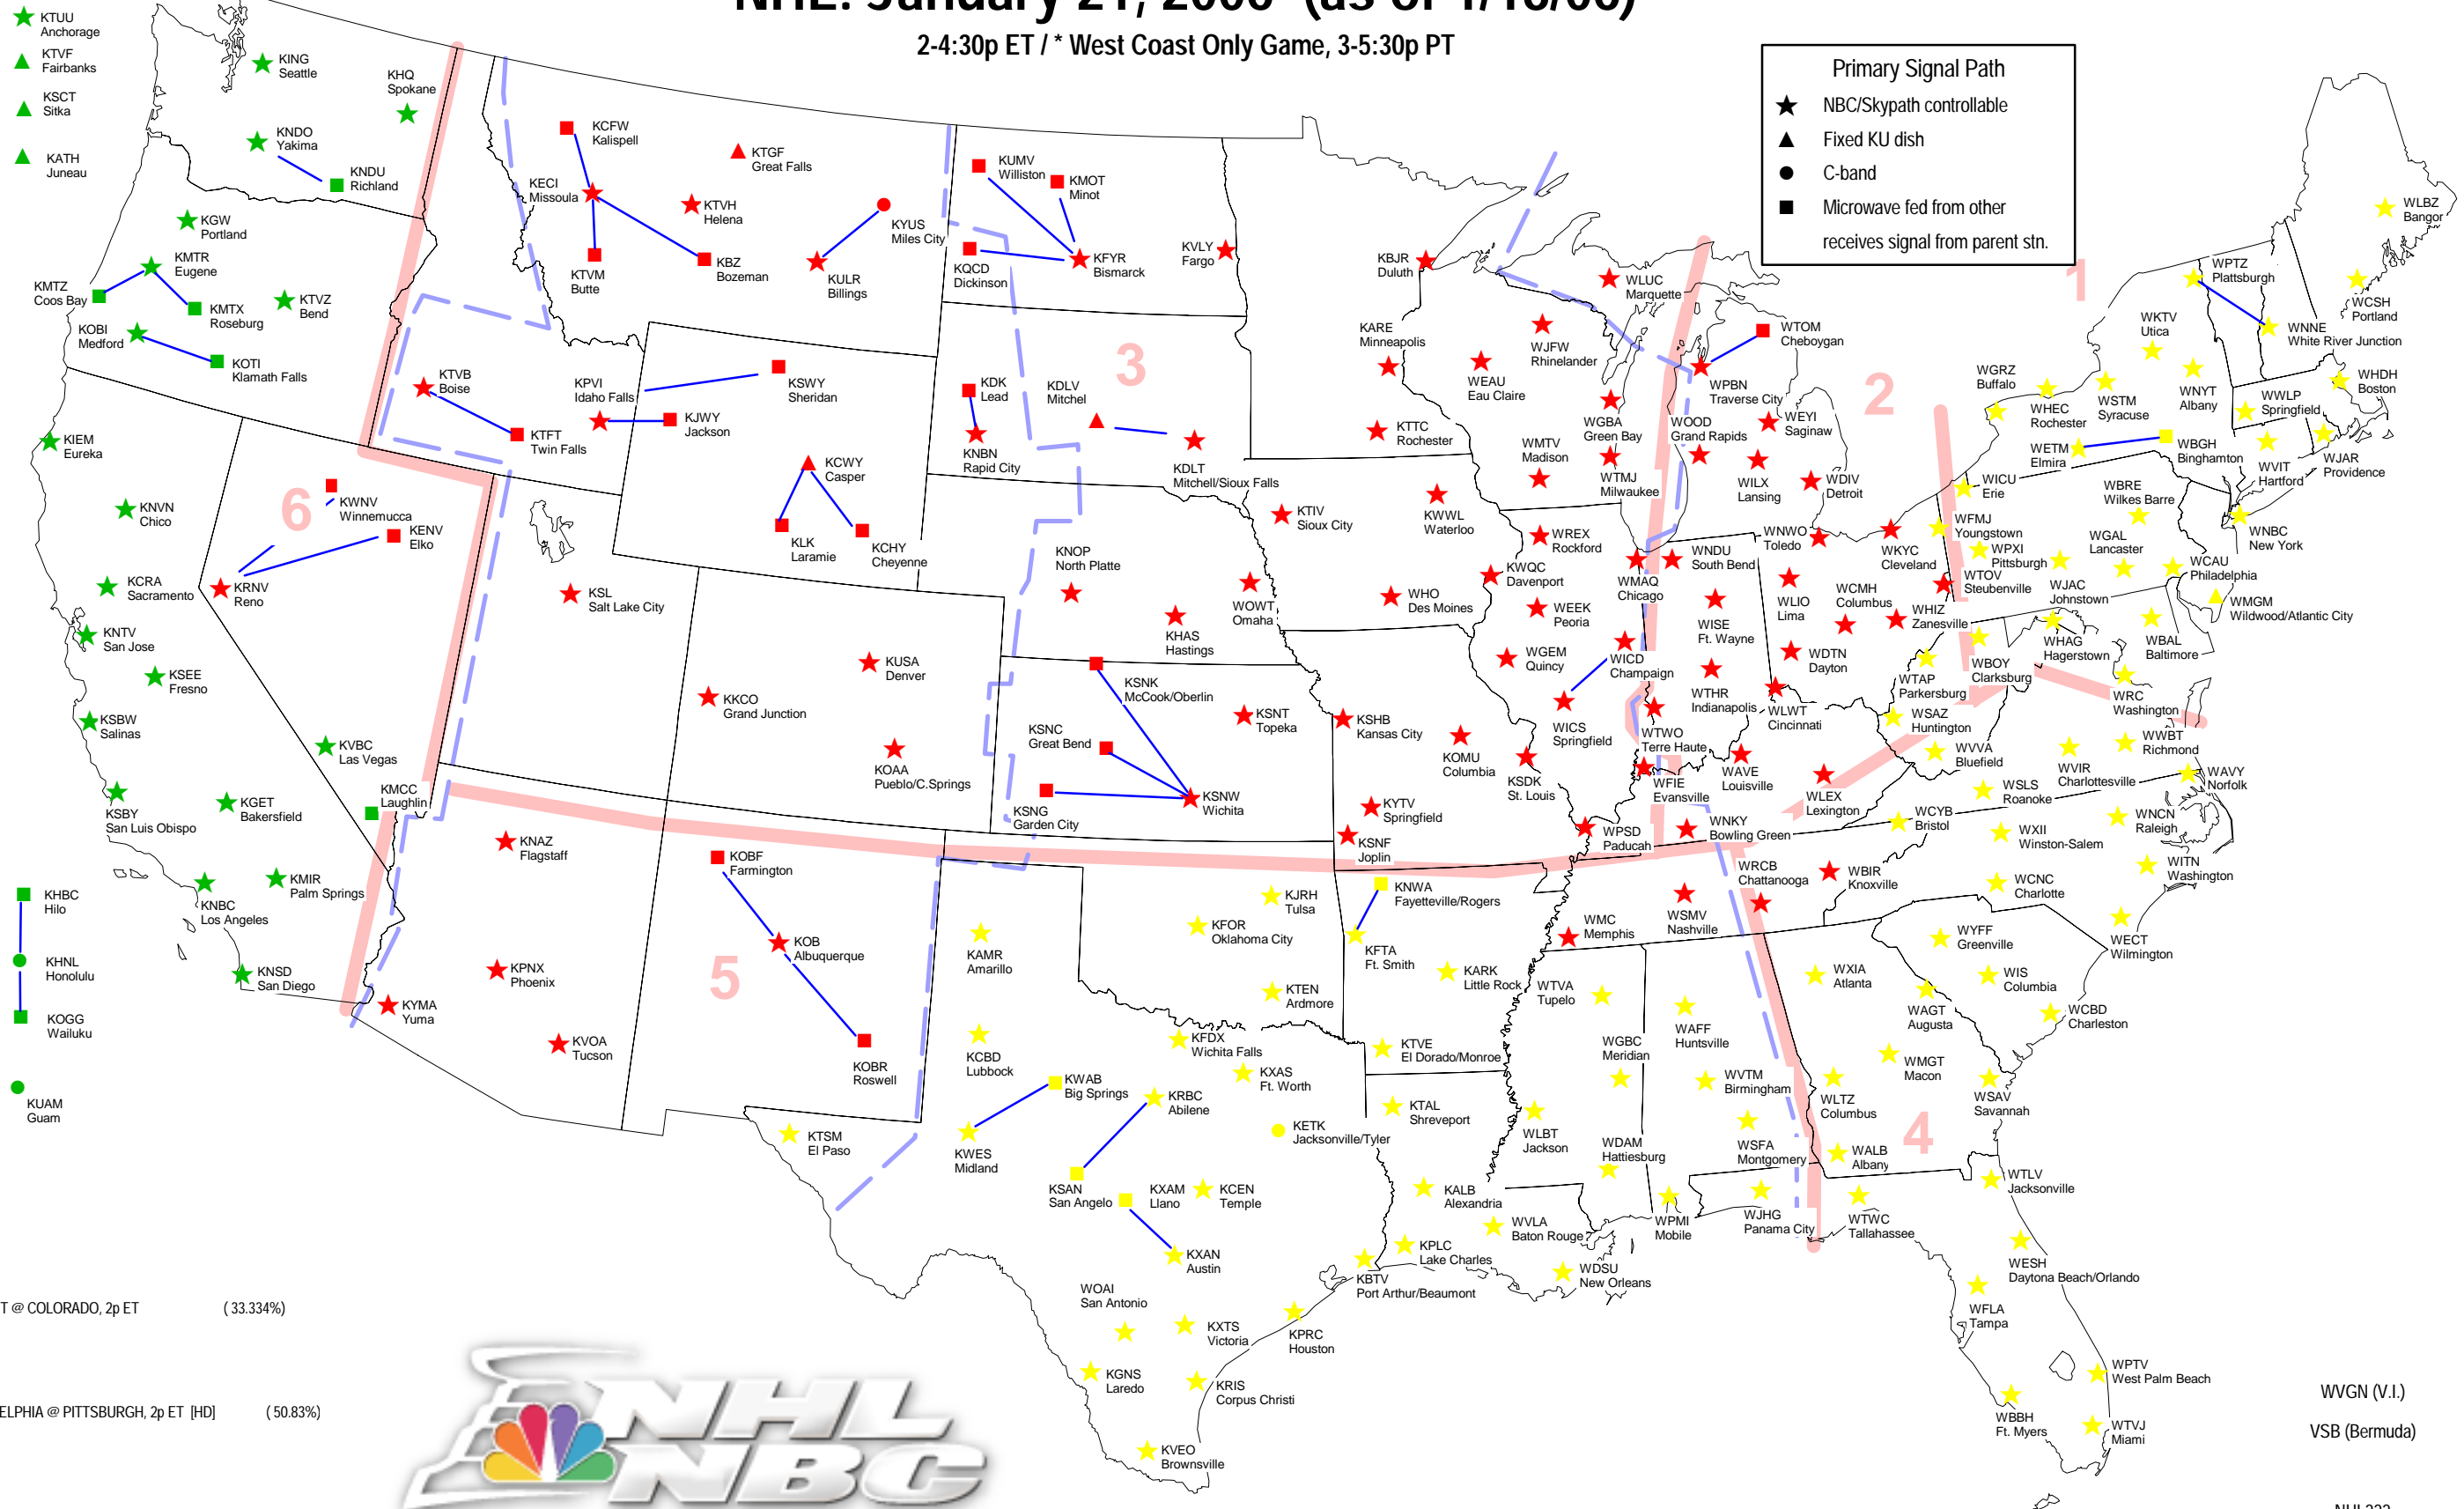 2-4:30p ET / * West Coast Only Game, 3-5:30p PT
Primary Signal Path
NBC/Skypath controllable
Fixed KU dish
C-band
Microwave fed from other
receives signal from parent stn.
KTUU
Anchorage
KTVF
Fairbanks
KSCT
Sitka
KATH
Juneau
KING
Seattle
KHQ
Spokane
KNDO
Yakima
KNDU
Richland
KGW
Portland
KMTR
Eugene
KMTZ
Coos Bay
KMTX
Roseburg
KTVZ
Bend
KOBI
Medford
KOTI
Klamath Falls
KIEM
Eureka
KNVN
Chico
KCRA
Sacramento
KNTV
San Jose
KSEE
Fresno
KSBW
Salinas
KSBY
San Luis Obispo
KGET
Bakersfield
KNBC
Los Angeles
KMIR
Palm Springs
KNSD
San Diego
KVBC
Las Vegas
KMCC
Laughlin
6
KWNV
Winnemucca
KENV
Elko
KRNV
Reno
KHBC
Hilo
KHNL
Honolulu
KOGG
Wailuku
KUAM
Guam
KCFW
Kalispell
KTGF
Great Falls
KECI
Missoula
KTVH
Helena
KYUS
Miles City
KTVM
Butte
KBZ
Bozeman
KULR
Billings
KTVB
Boise
KTFT
Twin Falls
KPVI
Idaho Falls
KSWY
Sheridan
KJWY
Jackson
KCWY
Casper
KLK
Laramie
KCHY
Cheyenne
KSL
Salt Lake City
KUSA
Denver
KKCO
Grand Junction
KOAA
Pueblo/C.Springs
KNAZ
Flagstaff
KPNX
Phoenix
KYMA
Yuma
KVOA
Tucson
KOBF
Farmington
KOB
Albuquerque
KOBR
Roswell
5
KUMV
Williston
KMOT
Minot
KQCD
Dickinson
KFYR
Bismarck
KVLY
Fargo
3
KDK
Lead
KDLV
Mitchel
KNBN
Rapid City
KDLT
Mitchell/Sioux Falls
KNOP
North Platte
KHAS
Hastings
WOWT
Omaha
KSNK
McCook/Oberlin
KSNC
Great Bend
KSNG
Garden City
KSNW
Wichita
KSNT
Topeka
KBJR
Duluth
KARE
Minneapolis
KTTC
Rochester
KTIV
Sioux City
KWWL
Waterloo
WHO
Des Moines
KWQC
Davenport
KSHB
Kansas City
KOMU
Columbia
KSDK
St. Louis
KYTV
Springfield
KSNF
Joplin
WLUC
Marquette
WJFW
Rhinelander
WEAU
Eau Claire
WGBA
Green Bay
WMTV
Madison
WTMJ
Milwaukee
WREX
Rockford
WMAQ
Chicago
WEEK
Peoria
WGEM
Quincy
WICD
Champaign
WICS
Springfield
WPSD
Paducah
WTOM
Cheboygan
WPBN
Traverse City
WOOD
Grand Rapids
WEYI
Saginaw
WILX
Lansing
WDIV
Detroit
2
WNDU
South Bend
WISE
Ft. Wayne
WTHR
Indianapolis
WTWO
Terre Haute
WFIE
Evansville
WNWO
Toledo
WKYC
Cleveland
WLIO
Lima
WCMH
Columbus
WHIZ
Zanesville
WDTN
Dayton
WLWT
Cincinnati
WTOV
Steubenville
WFMJ
Youngstown
WAVE
Louisville
WLEX
Lexington
WNKY
Bowling Green
WRCB
Chattanooga
WBIR
Knoxville
WSMV
Nashville
WMC
Memphis
1
WLBZ
Bangor
WCSH
Portland
WPTZ
Plattsburgh
WNNE
White River Junction
WKTV
Utica
WGRZ
Buffalo
WHEC
Rochester
WSTM
Syracuse
WNYT
Albany
WWLP
Springfield
WHDH
Boston
WETM
Elmira
WBGH
Binghamton
WVIT
Hartford
WJAR
Providence
WICU
Erie
WBRE
Wilkes Barre
WNBC
New York
WPXI
Pittsburgh
WGAL
Lancaster
WCAU
Philadelphia
WJAC
Johnstown
WMGM
Wildwood/Atlantic City
WHAG
Hagerstown
WBAL
Baltimore
WBOY
Clarksburg
WTAP
Parkersburg
WRC
Washington
WSAZ
Huntington
WVVA
Bluefield
WVIR
Charlottesville
WWBT
Richmond
WAVY
Norfolk
WSLS
Roanoke
WCYB
Bristol
WXII
Winston-Salem
WNCN
Raleigh
WITN
Washington
WCNC
Charlotte
WECT
Wilmington
WYFF
Greenville
WIS
Columbia
WCBD
Charleston
WXIA
Atlanta
WAGT
Augusta
WMGT
Macon
WSAV
Savannah
WLTZ
Columbus
WALB
Albany
4
WTLV
Jacksonville
WTWC
Tallahassee
WESH
Daytona Beach/Orlando
WFLA
Tampa
WPTV
West Palm Beach
WBBH
Ft. Myers
WTVJ
Miami
KJRH
Tulsa
KFOR
Oklahoma City
KTEN
Ardmore
KAMR
Amarillo
KCBD
Lubbock
KFDX
Wichita Falls
KXAS
Ft. Worth
KWAB
Big Springs
KRBC
Abilene
KWES
Midland
KTSM
El Paso
KSAN
San Angelo
KXAM
Llano
KCEN
Temple
KETK
Jacksonville/Tyler
KXAN
Austin
WOAI
San Antonio
KXTS
Victoria
KPRC
Houston
KBTV
Port Arthur/Beaumont
KGNS
Laredo
KRIS
Corpus Christi
KVEO
Brownsville
KNWA
Fayetteville/Rogers
KFTA
Ft. Smith
KARK
Little Rock
KTVE
El Dorado/Monroe
KTAL
Shreveport
KALB
Alexandria
KPLC
Lake Charles
WVLA
Baton Rouge
WDSU
New Orleans
WTVA
Tupelo
WGBC
Meridian
WLBT
Jackson
WDAM
Hattiesburg
WAFF
Huntsville
WVTM
Birmingham
WSFA
Montgomery
WPMI
Mobile
WJHG
Panama City
T @ COLORADO, 2p ET (33.334%)
ELPHIA @ PITTSBURGH, 2p ET [HD] (50.83%)
NHL
NBC
WVGN (V.I.)
VSB (Bermuda)